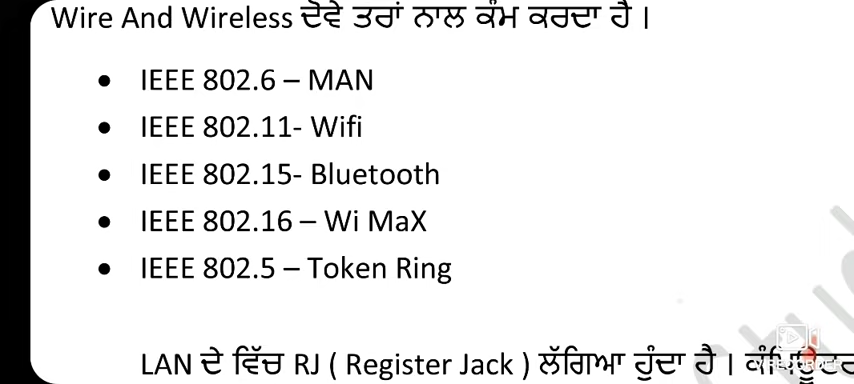 Wire And Wireless ਦੋਵੇ ਤਰਾਂ ਨਾਲ ਕੰਮ ਕਰਦਾ ਹੈ ।
• IEEE 802.6 – MAN
• IEEE 802.11- Wifi
• IEEE 802.15- Bluetooth
• IEEE 802.16 – Wi MaX
• IEEE 802.5 – Token Ring
LAN ਦੇ ਵਿੱਚ RJ ( Register Jack ) ਲੱਗਿਆ ਹੁੰਦਾ ਹੈ ।